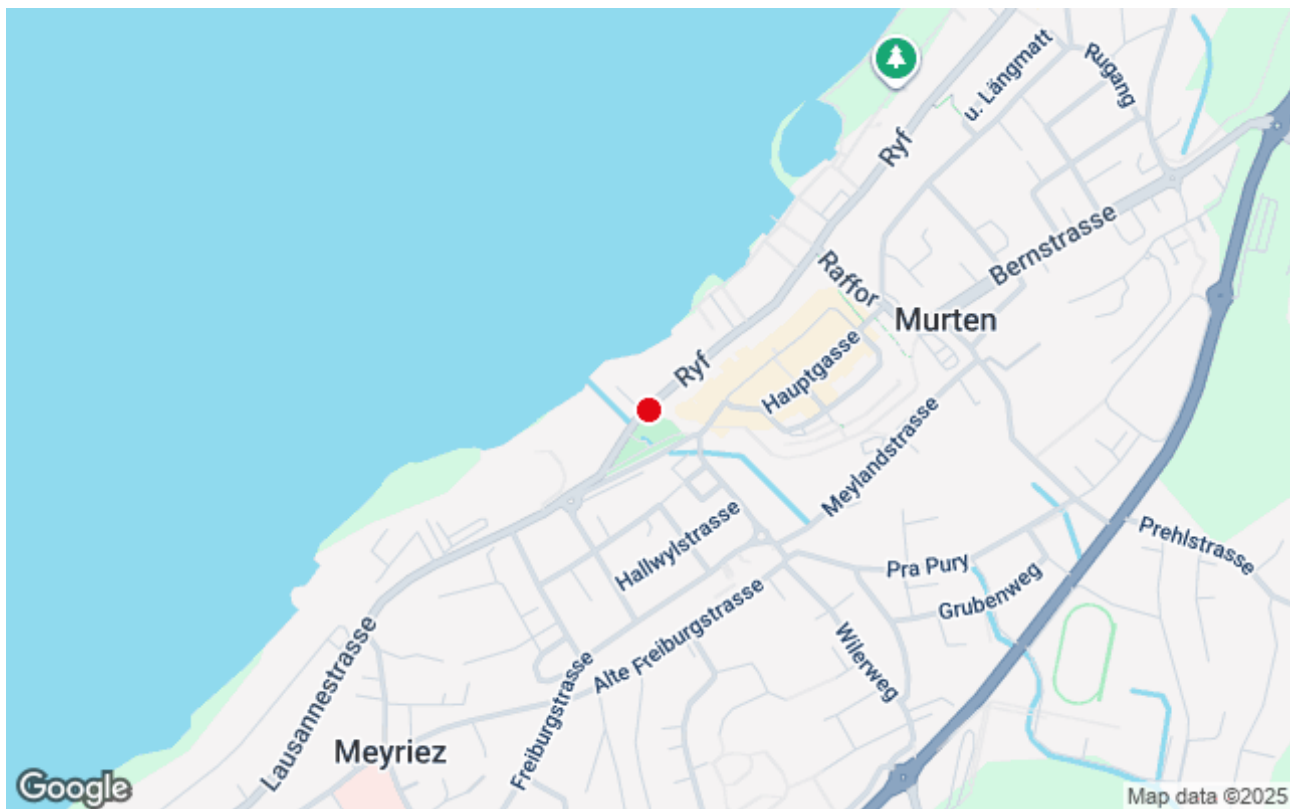 u. Längmatt
Rugang
Ryf
Raffor
Bernstrasse
Murten
Ryf
Hauptgasse
Meylandstrasse
Prehlstrasse
Hallwylstrasse
Pra Pury
Grubenweg
Alte Freiburgstrasse
Wilerweg
Lausannestrasse
Freiburgstrasse
Meyriez
Google
Map data ©2025